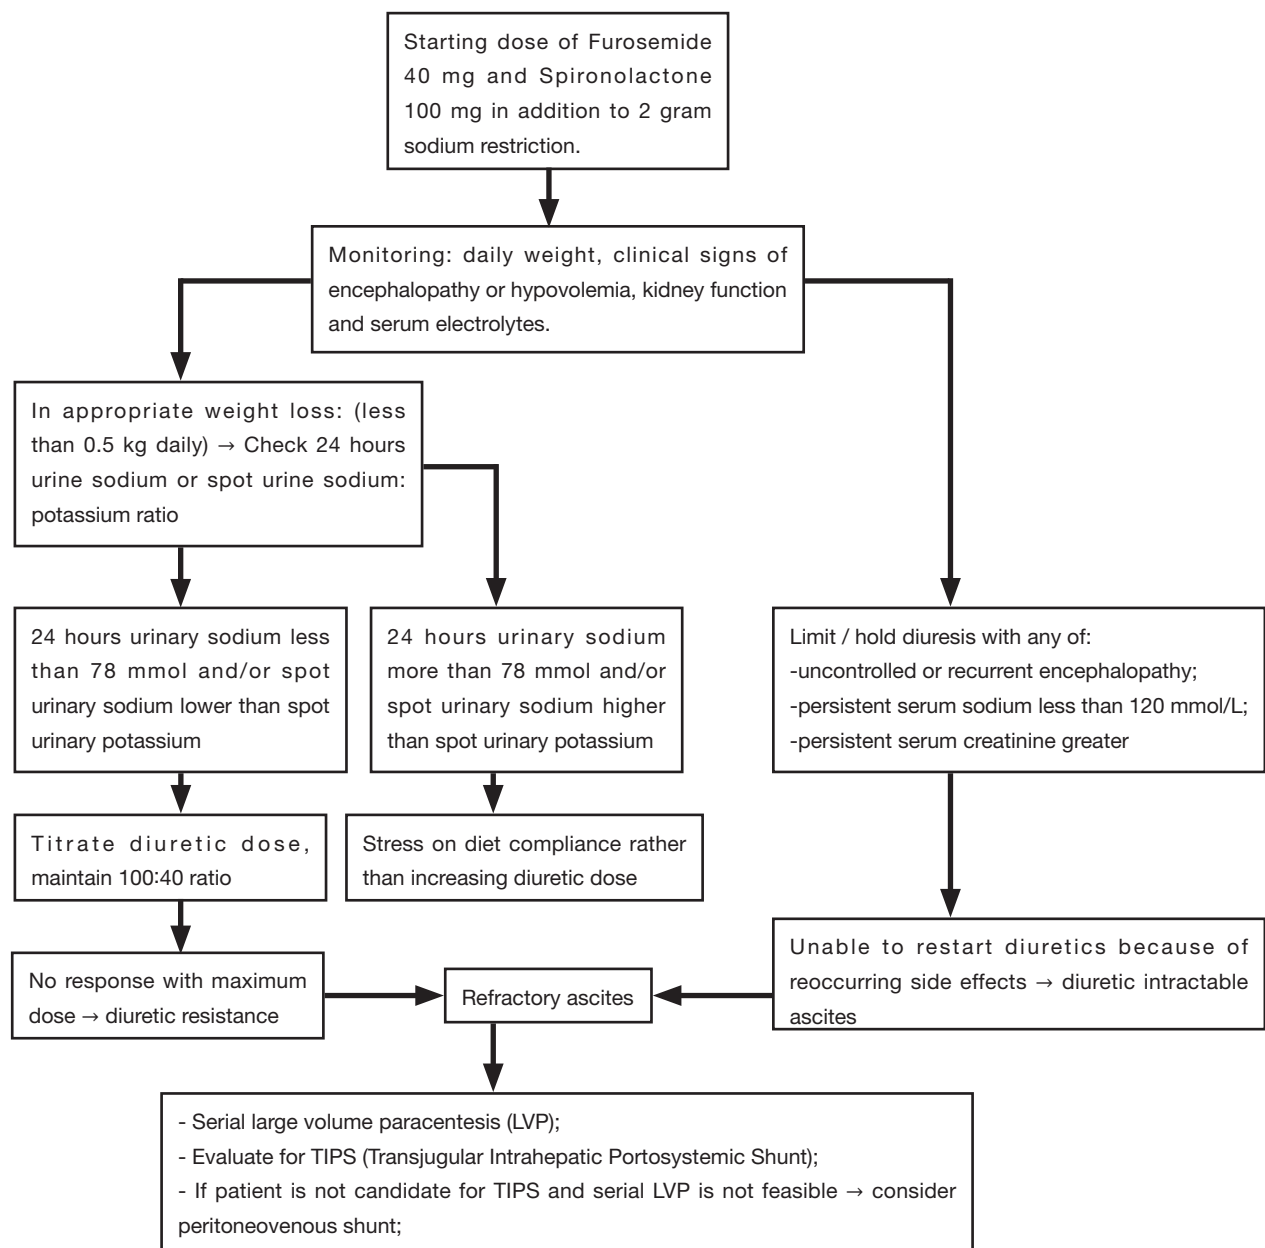 Starting dose of Furosemide
40 mg and Spironolactone
100 mg in addition to 2 gram
sodium restriction.
Monitoring: daily weight, clinical signs of
encephalopathy or hypovolemia, kidney function
and serum electrolytes.
In appropriate weight loss: (less
than 0.5 kg daily) → Check 24 hours
urine sodium or spot urine sodium:
potassium ratio
24 hours urinary sodium less
than 78 mmol and/or spot
urinary sodium lower than spot
urinary potassium
24 hours urinary sodium
more than 78 mmol and/or
spot urinary sodium higher
than spot urinary potassium
Limit / hold diuresis with any of:
-uncontrolled or recurrent encephalopathy;
-persistent serum sodium less than 120 mmol/L;
-persistent serum creatinine greater
Titrate diuretic dose,
maintain 100:40 ratio
Stress on diet compliance rather
than increasing diuretic dose
No response with maximum
dose → diuretic resistance
Refractory ascites
Unable to restart diuretics because of
reoccurring side effects → diuretic intractable
ascites
- Serial large volume paracentesis (LVP);
- Evaluate for TIPS (Transjugular Intrahepatic Portosystemic Shunt);
- If patient is not candidate for TIPS and serial LVP is not feasible → consider
peritoneovenous shunt;